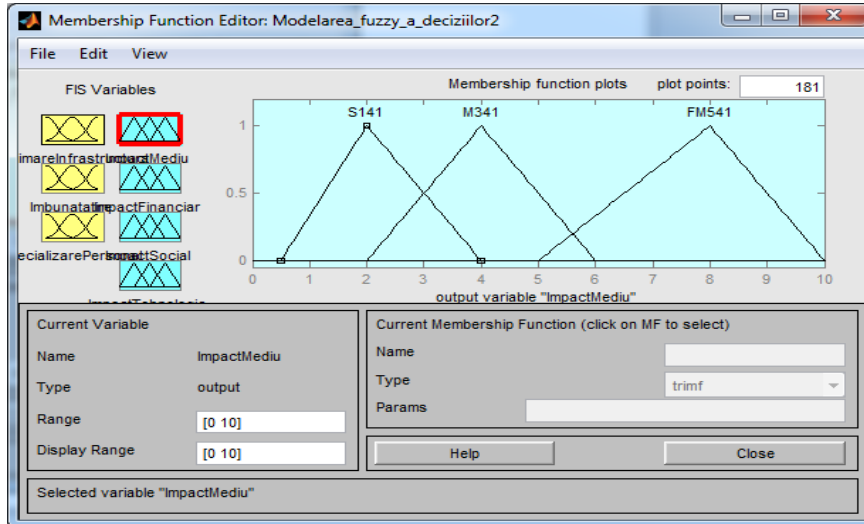 Membership Function Editor: Modelarea_fuzzy_a_deciziilor2
File Edit View
FIS Variables
Membership function plots plot points: 181
S141 M341 FM541
1
0.5
0
0 1 2 3 4 5 6 7 8 9 10
output variable "ImpactMediu"
ImpactFinanciar
Current Variable
Name ImpactMediu
Type output
Range [0 10]
Display Range [0 10]
Current Membership Function (click on MF to select)
Name
Type trimf
Params
Help Close
Selected variable "ImpactMediu"